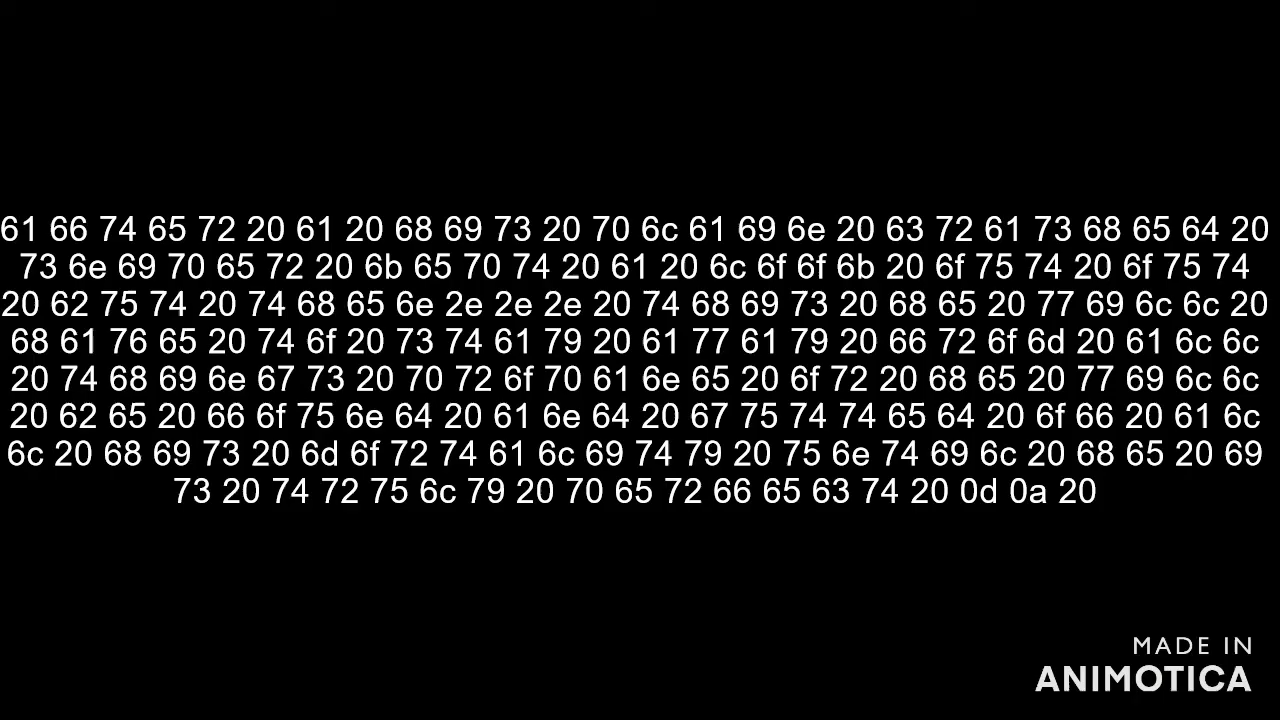 61 66 74 65 72 20 61 20 68 69 73 20 70 6c 61 69 6e 20 63 72 61 73 68 65 64 20
73 6e 69 70 65 72 20 6b 65 70 74 20 61 20 6c 6f 6f 6b 20 6f 75 74 20 6f 75 74
20 62 75 74 20 74 68 65 6e 2e 2e 2e 20 74 68 69 73 20 68 65 20 77 69 6c 6c 20
68 61 76 65 20 74 6f 20 73 74 61 79 20 61 77 61 79 20 66 72 6f 6d 20 61 6c 6c
20 74 68 69 6e 67 73 20 70 72 6f 70 61 6e 65 20 6f 72 20 68 65 20 77 69 6c 6c
20 62 65 20 66 6f 75 6e 64 20 61 6e 64 20 67 75 74 74 65 64 20 6f 66 20 61 6c
6c 20 68 69 73 20 6d 6f 72 74 61 6c 69 74 79 20 75 6e 74 69 6c 20 68 65 20 69
73 20 74 72 75 6c 79 20 70 65 72 66 65 63 74 20 0d 0a 20
MADE IN
ANIMOTICA